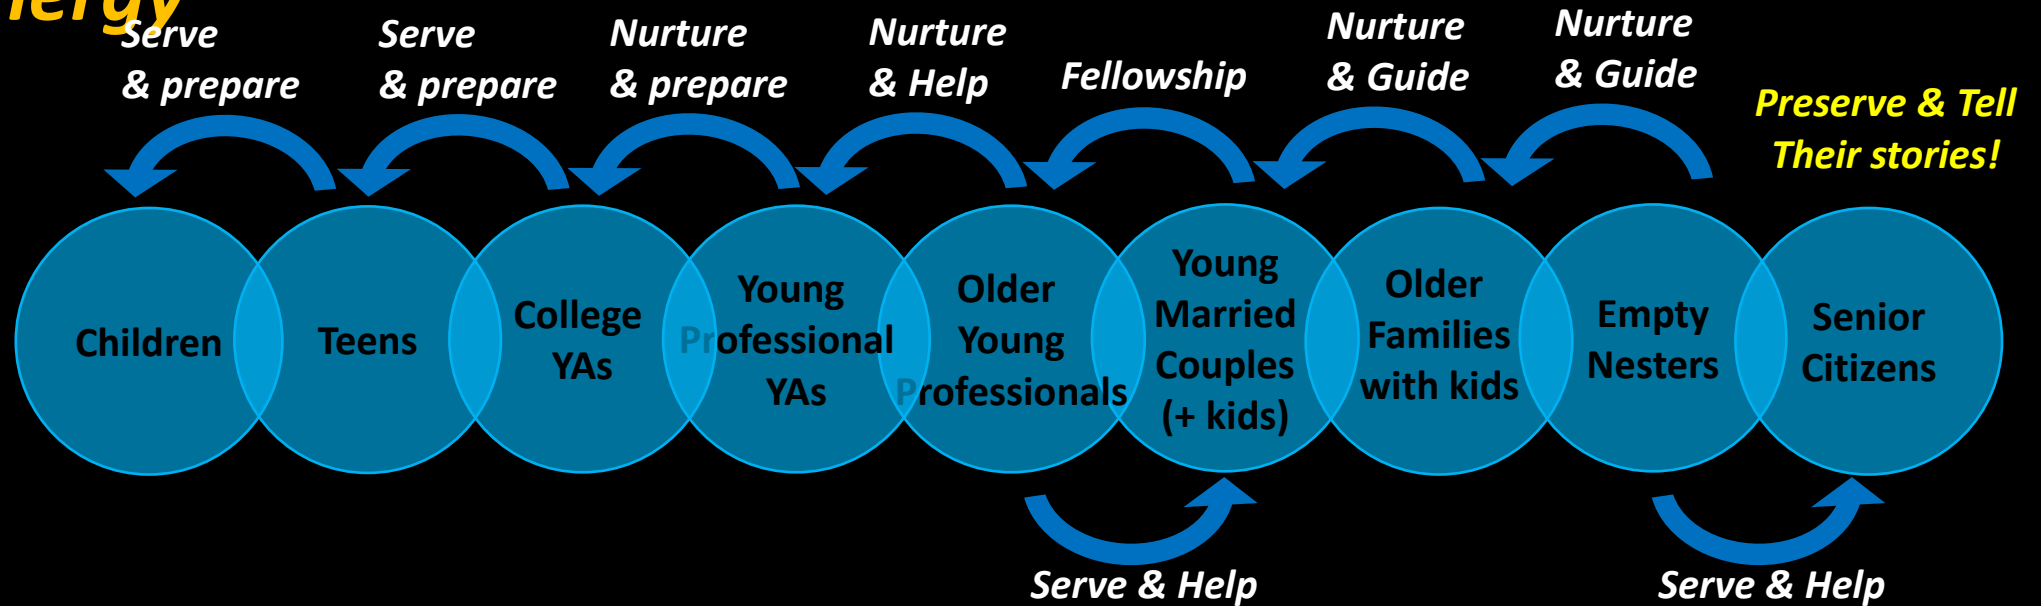 nergy
Serve
& prepare
Serve
& prepare
Nurture
& prepare
Nurture
& Help
Fellowship
Nurture
& Guide
Nurture
& Guide
Preserve & Tell
Their stories!
Children
Teens
College
YAs
Young
Professional
YAs
Older
Young
Professionals
Young
Married
Couples
(+ kids)
Older
Families
with kids
Empty
Nesters
Senior
Citizens
Serve & Help
Serve & Help